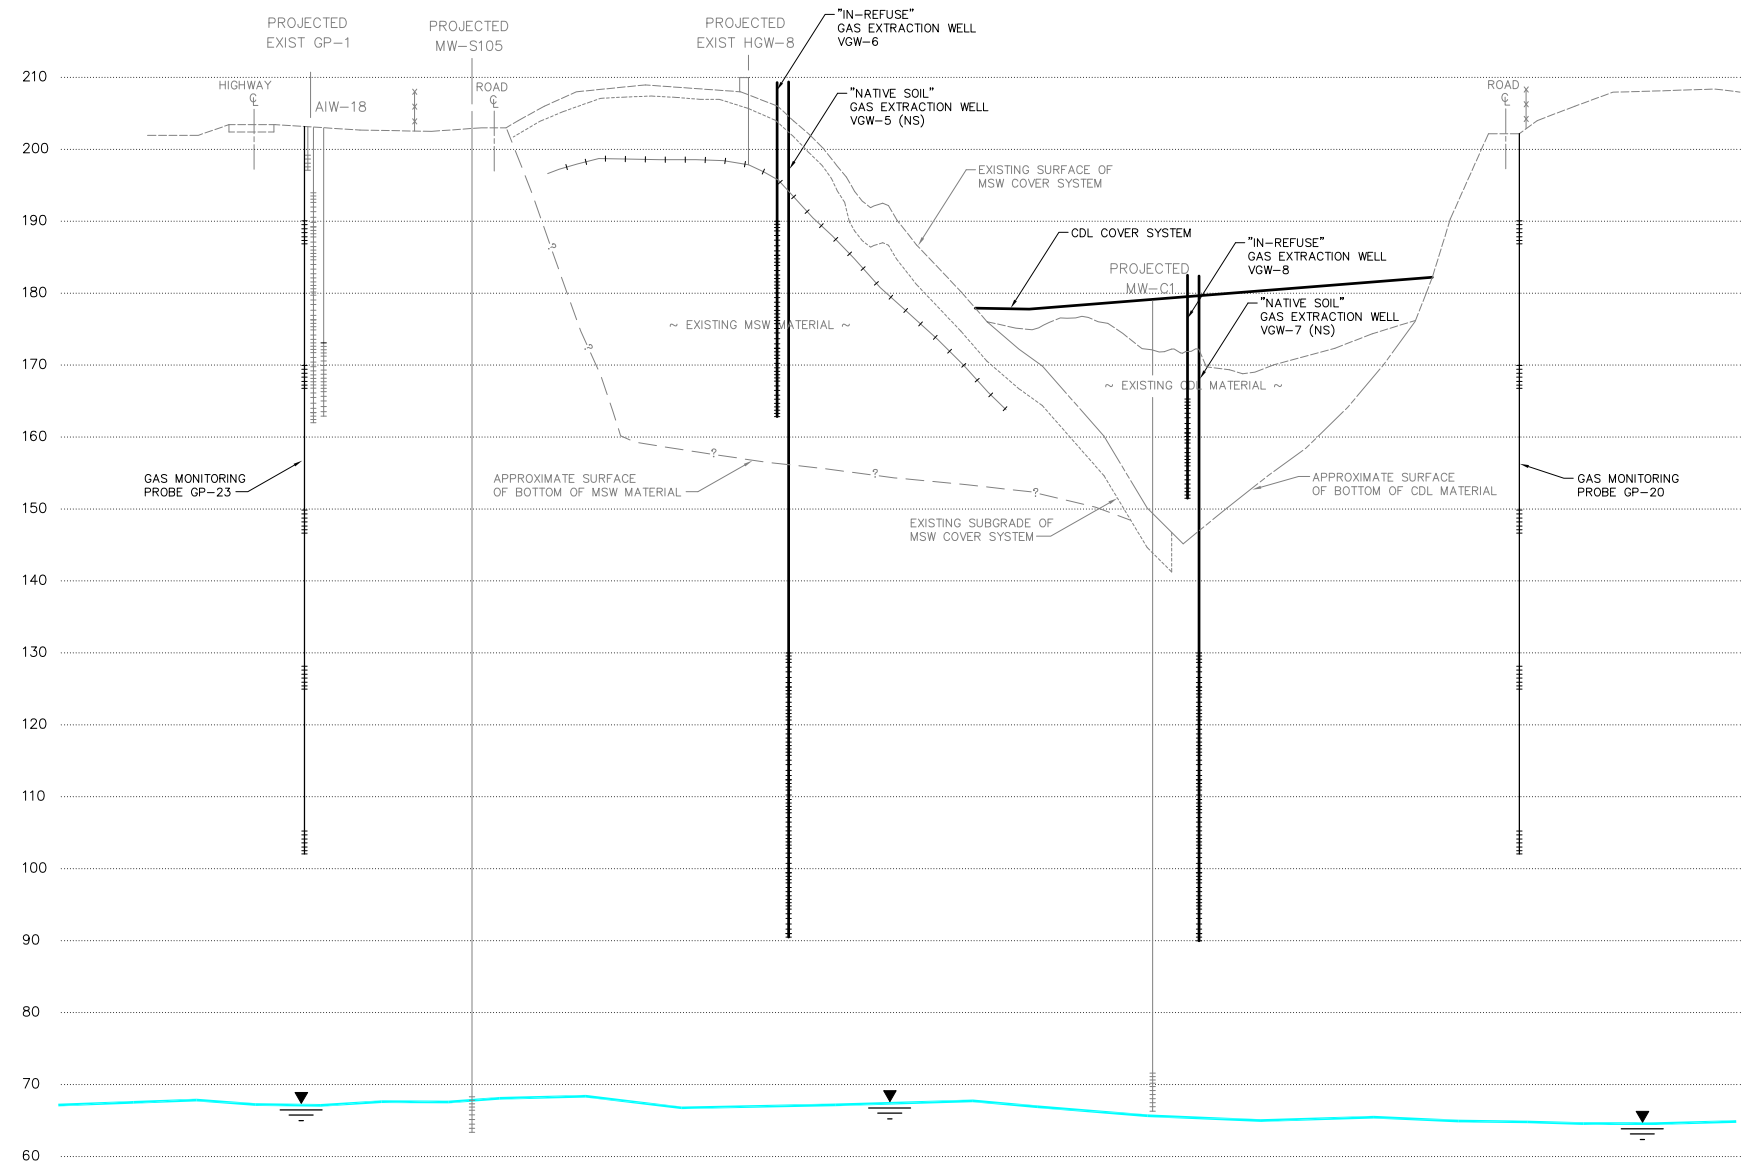 PROJECTED
EXIST GP-1
PROJECTED
MW-S105
PROJECTED
EXIST HGW-8
"IN-REFUSE"
GAS EXTRACTION WELL
VGW-6
210
HIGHWAY
℄
AIW-18
ROAD
℄
"NATIVE SOIL"
GAS EXTRACTION WELL
VGW-5 (NS)
ROAD
℄
200
EXISTING SURFACE OF
MSW COVER SYSTEM
190
CDL COVER SYSTEM
"IN-REFUSE"
GAS EXTRACTION WELL
VGW-8
?
PROJECTED
MW-C1
180
"NATIVE SOIL"
GAS EXTRACTION WELL
VGW-7 (NS)
~ EXISTING MSW MATERIAL ~
?
170
~ EXISTING CDL MATERIAL ~
160
?
?
?
GAS MONITORING
PROBE GP-23
APPROXIMATE SURFACE
OF BOTTOM OF MSW MATERIAL
APPROXIMATE SURFACE
OF BOTTOM OF CDL MATERIAL
GAS MONITORING
PROBE GP-20
150
EXISTING SUBGRADE OF
MSW COVER SYSTEM
140
130
120
110
100
90
80
70
60